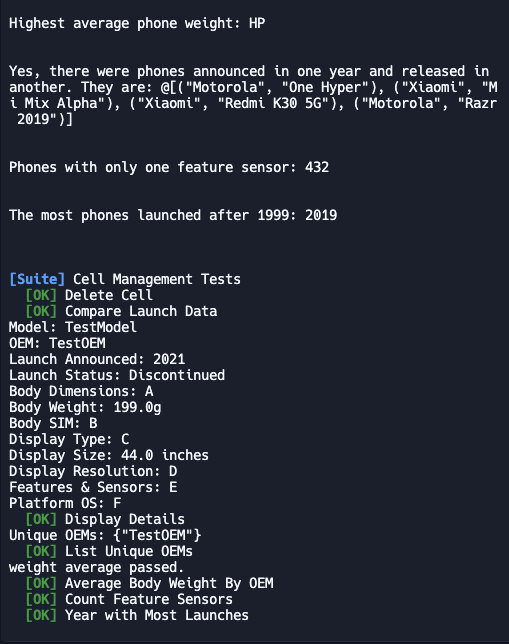 Highest average phone weight: HP
Yes, there were phones announced in one year and released in
another. They are: @[("Motorola", "One Hyper"), ("Xiaomi", "M
i Mix Alpha"), ("Xiaomi", "Redmi K30 5G"), ("Motorola", "Razr
 2019")]
Phones with only one feature sensor: 432
The most phones launched after 1999: 2019
[Suite] Cell Management Tests
  [OK] Delete Cell
  [OK] Compare Launch Data
Model: TestModel
OEM: TestOEM
Launch Announced: 2021
Launch Status: Discontinued
Body Dimensions: A
Body Weight: 199.0g
Body SIM: B
Display Type: C
Display Size: 44.0 inches
Display Resolution: D
Features & Sensors: E
Platform OS: F
  [OK] Display Details
Unique OEMs: {"TestOEM"}
  [OK] List Unique OEMs
weight average passed.
  [OK] Average Body Weight By OEM
  [OK] Count Feature Sensors
  [OK] Year with Most Launches